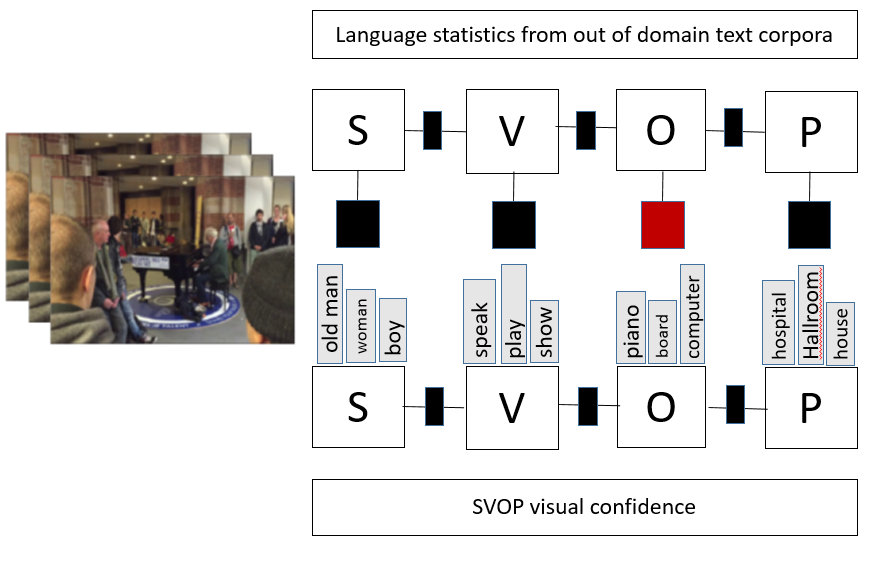 Language statistics from out of domain text corpora
S V O P
old man woman boy speak play show piano board computer hospital Hallroom house
S V O P
SVOP visual confidence